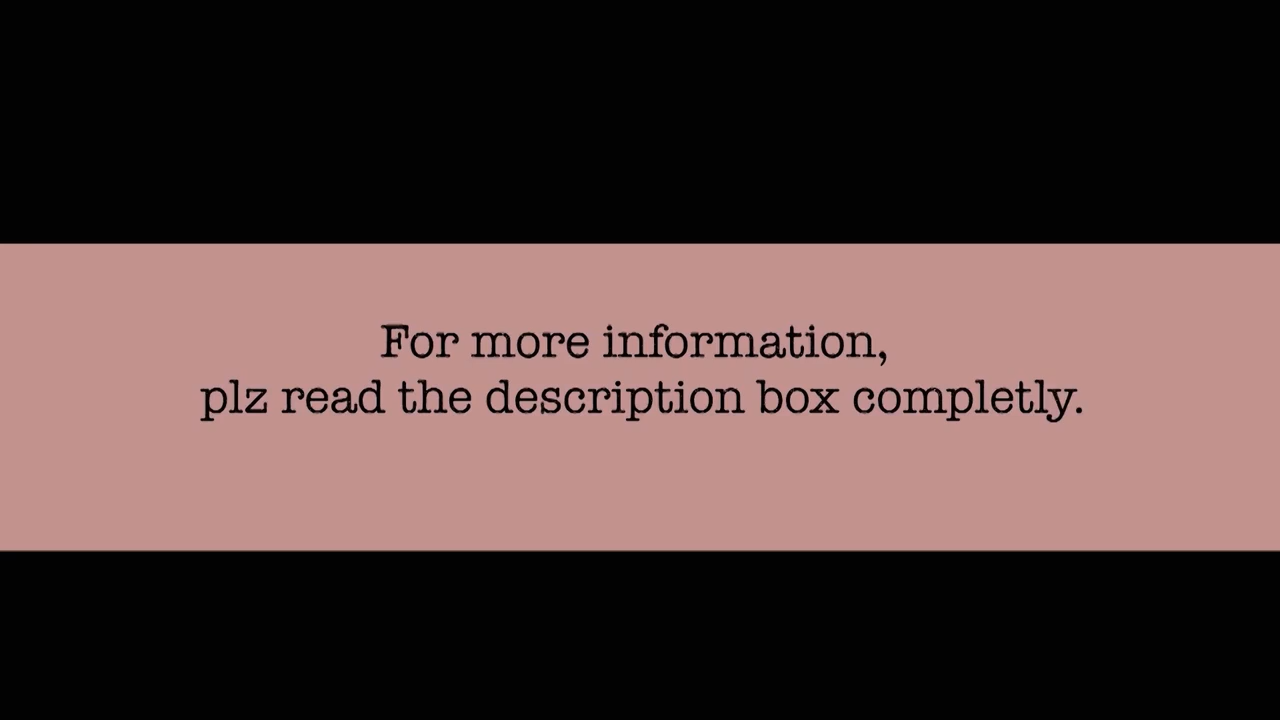 For more information,
plz read the description box completly.